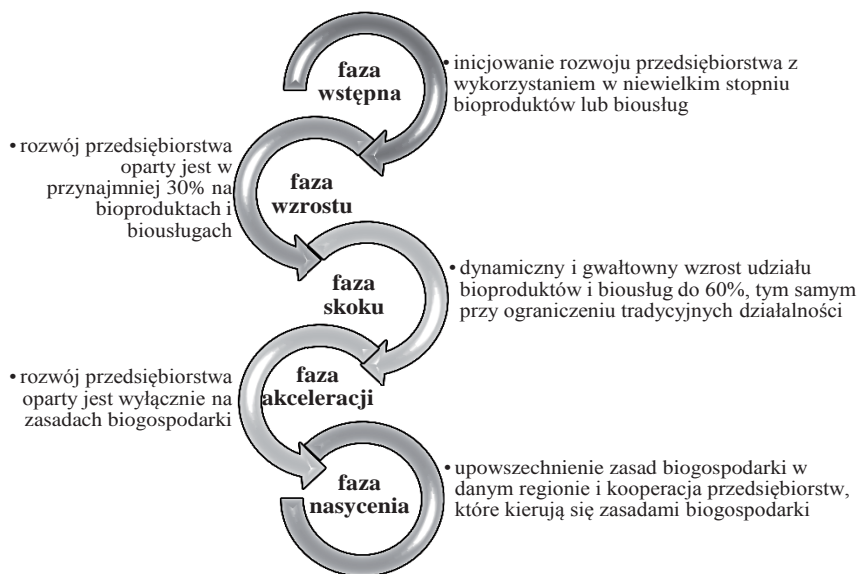 faza
wstępna
• inicjowanie rozwoju przedsiębiorstwa z
wykorzystaniem w niewielkim stopniu
bioproduktów lub biousług
• rozwój przedsiębiorstwa
oparty jest w
przynajmniej 30% na
bioproduktach i
biousługach
faza
wzrostu
faza
skoku
• dynamiczny i gwałtowny wzrost udziału
bioproduktów i biousług do 60%, tym samym
przy ograniczeniu tradycyjnych działalności
• rozwój przedsiębiorstwa
oparty jest wyłącznie na
zasadach biogospodarki
faza
akceleracji
faza
nasycenia
• upowszechnienie zasad biogospodarki w
danym regionie i kooperacja przedsiębiorstw,
które kierują się zasadami biogospodarki